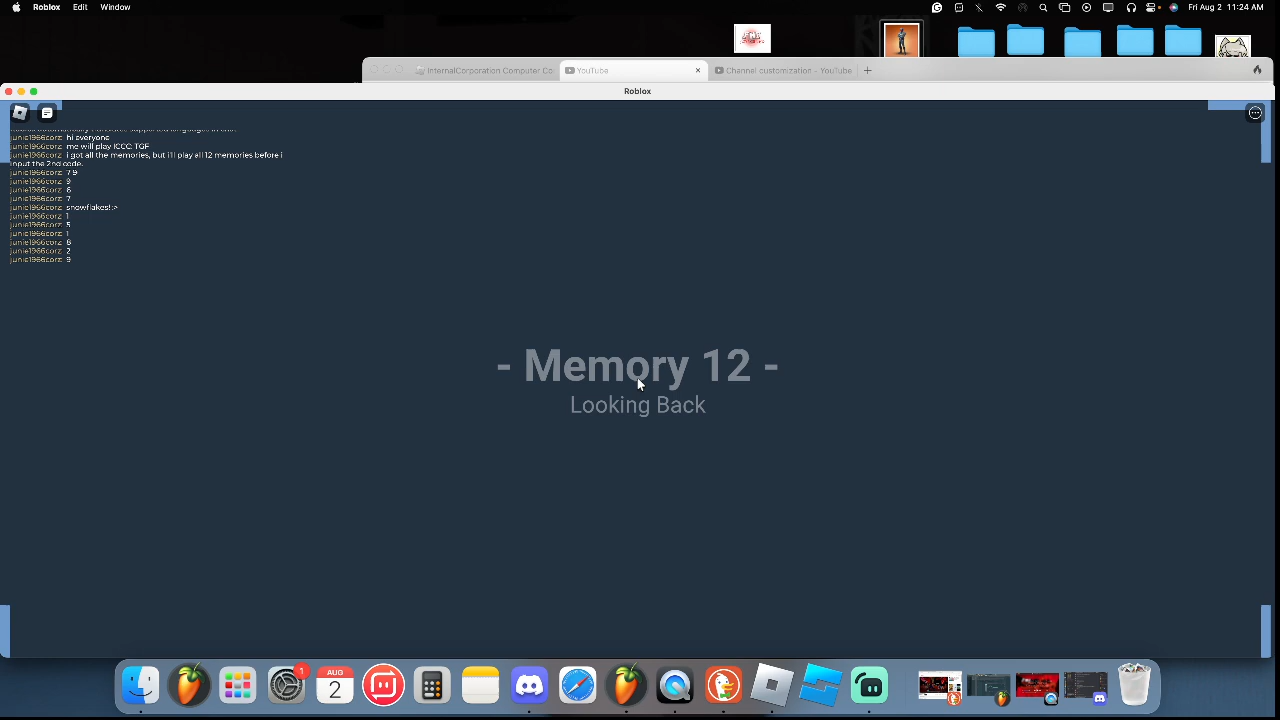 Roblox Edit Window Fri Aug 2 11:24 AM
InternalCorporation Computer Co YouTube Channel customization - YouTube
Roblox
junie1966corz: hi everyone
junie1966corz: me will play ICCC: TGF
junie1966corz: i got all the memories, but i'll play all 12 memories before i
input the 2nd code.
junie1966corz: 7 9
junie1966corz: 9
junie1966corz: 6
junie1966corz: 7
junie1966corz: snowflakes! :>
junie1966corz: 1
junie1966corz: 5
junie1966corz: 1
junie1966corz: 8
junie1966corz: 2
junie1966corz: 9
- Memory 12 -
Looking Back
1
AUG
2